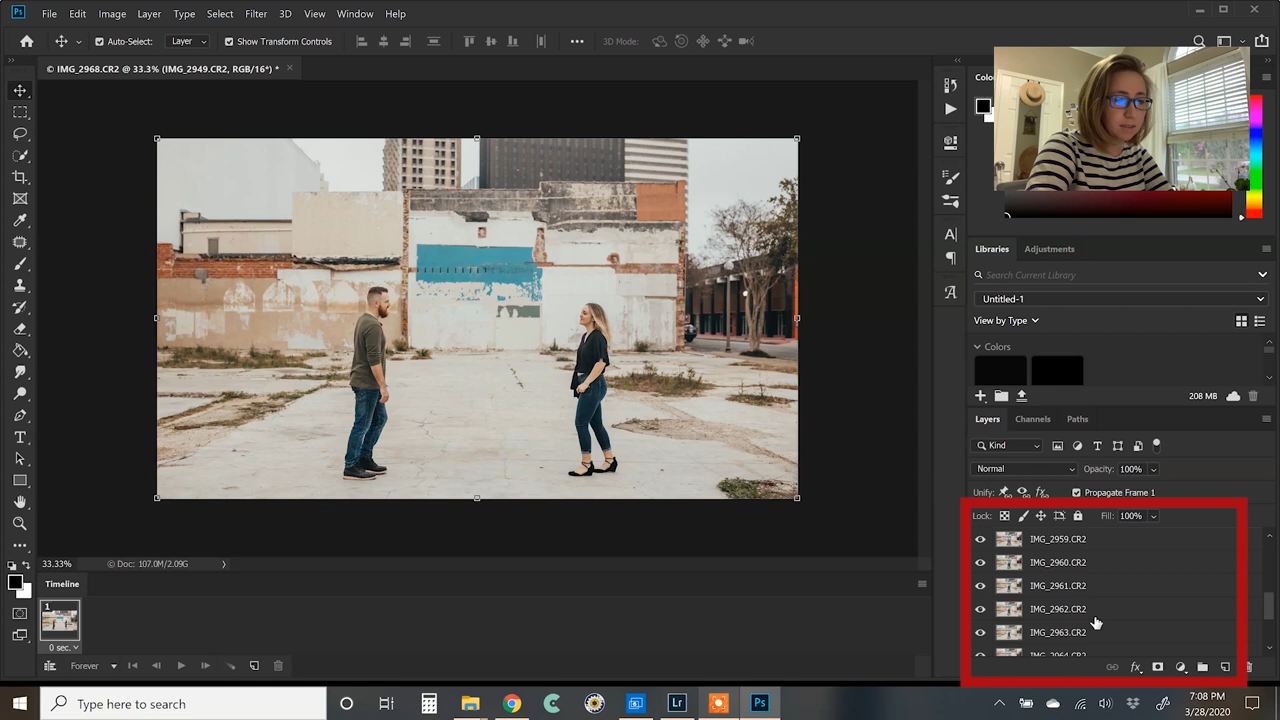 Ps File Edit Image Layer Type Select Filter 3D View Window Help
Auto-Select: Layer Show Transform Controls 3D Mode:
© IMG_2968.CR2 @ 33.3% (IMG_2949.CR2, RGB/16*) *
Colo
Libraries Adjustments
Search Current Library
Untitled-1
View by Type
Colors
208 MB
Layers Channels Paths
Kind
Normal Opacity: 100%
Unify: Propagate Frame 1
Lock: Fill: 100%
IMG_2959.CR2
IMG_2960.CR2
IMG_2961.CR2
IMG_2962.CR2
IMG_2963.CR2
IMG_2964.CR2
33.33% © Doc: 107.0M/2.09G
Timeline
1
0 sec.
Forever
Type here to search
Lr Ps
7:08 PM
3/28/2020